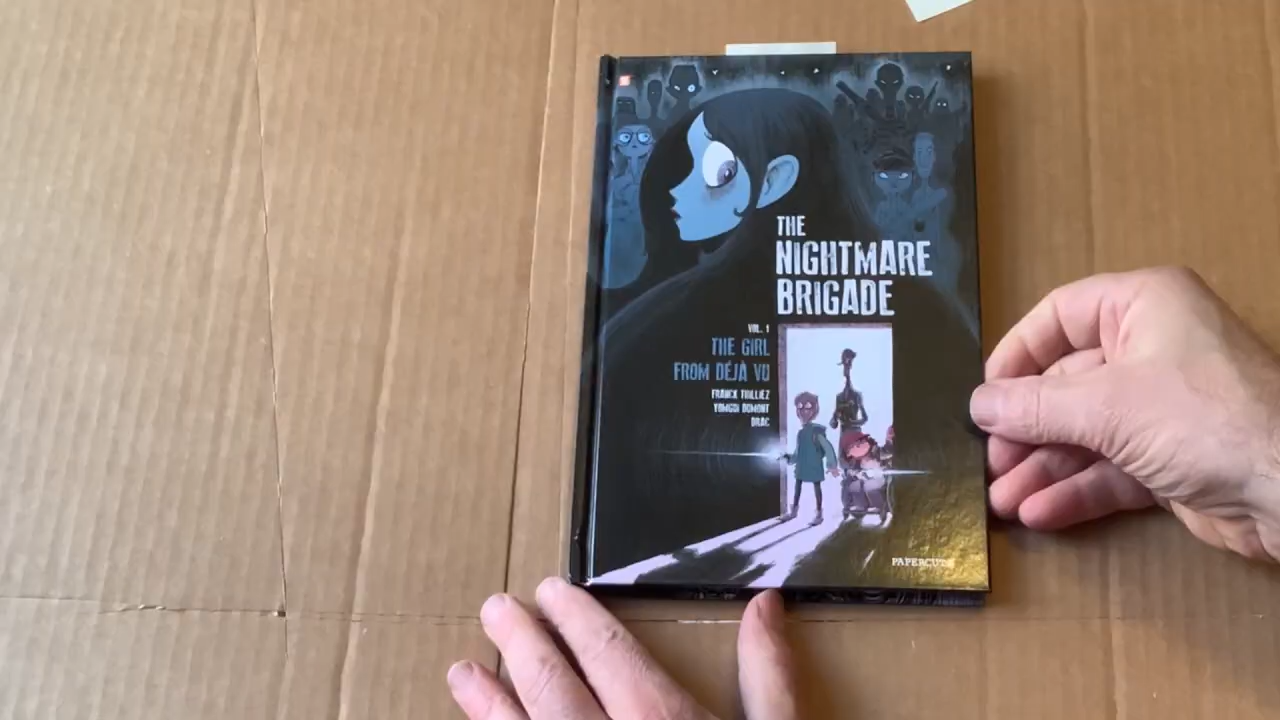 THE
NIGHTMARE
BRIGADE
VOL. 1
THE GIRL
FROM DÉJÀ VU
FRANCK THILLIEZ
YOMGUI DUMONT
DRAC
PAPERCUTZ